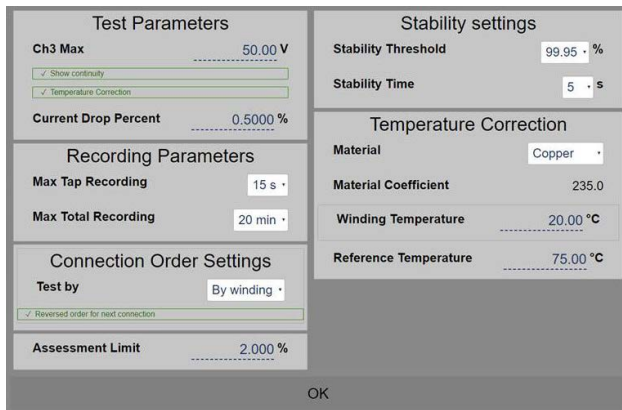 Test Parameters
Ch3 Max 50.00 V
✓ Show continuity
✓ Temperature Correction
Current Drop Percent 0.5000 %
Recording Parameters
Max Tap Recording 15 s
Max Total Recording 20 min
Connection Order Settings
Test by By winding
✓ Reversed order for next connection
Assessment Limit 2.000 %
Stability settings
Stability Threshold 99.95 %
Stability Time 5 s
Temperature Correction
Material Copper
Material Coefficient 235.0
Winding Temperature 20.00 °C
Reference Temperature 75.00 °C
OK